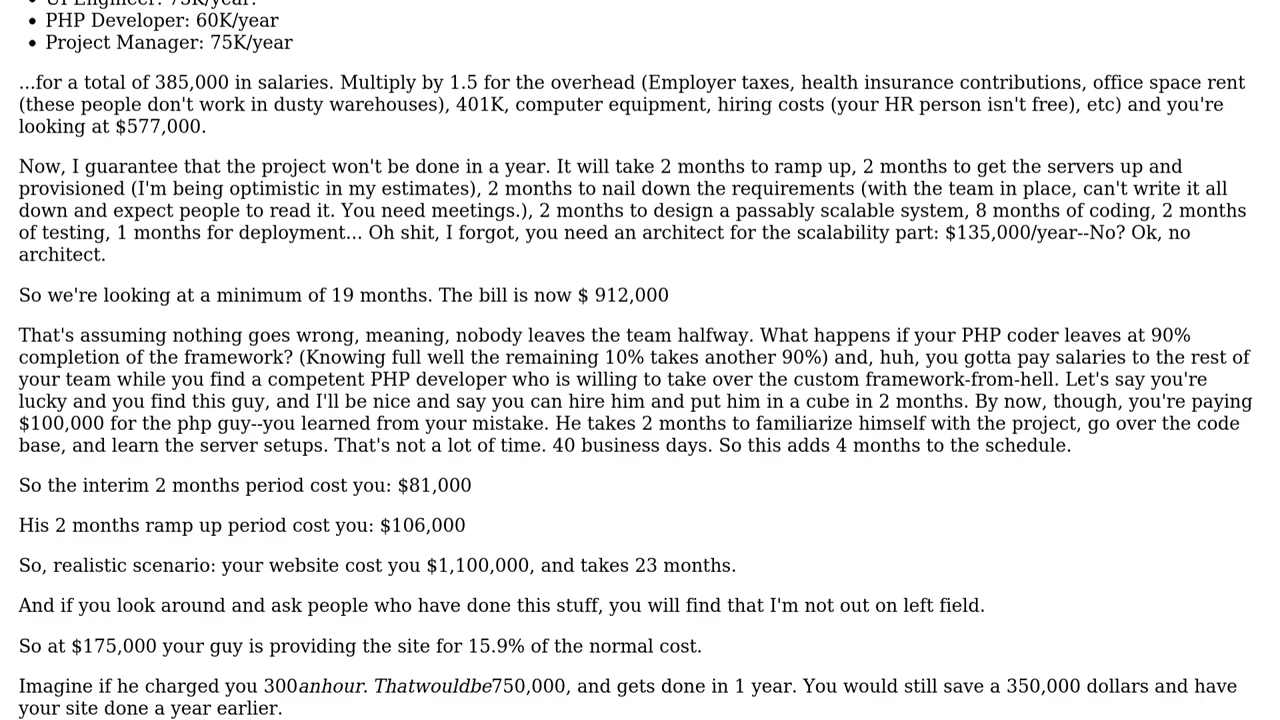 UI Engineer: 75K/year.
• PHP Developer: 60K/year
• Project Manager: 75K/year
...for a total of 385,000 in salaries. Multiply by 1.5 for the overhead (Employer taxes, health insurance contributions, office space rent
(these people don't work in dusty warehouses), 401K, computer equipment, hiring costs (your HR person isn't free), etc) and you're
looking at $577,000.
Now, I guarantee that the project won't be done in a year. It will take 2 months to ramp up, 2 months to get the servers up and
provisioned (I'm being optimistic in my estimates), 2 months to nail down the requirements (with the team in place, can't write it all
down and expect people to read it. You need meetings.), 2 months to design a passably scalable system, 8 months of coding, 2 months
of testing, 1 months for deployment... Oh shit, I forgot, you need an architect for the scalability part: $135,000/year--No? Ok, no
architect.
So we're looking at a minimum of 19 months. The bill is now $ 912,000
That's assuming nothing goes wrong, meaning, nobody leaves the team halfway. What happens if your PHP coder leaves at 90%
completion of the framework? (Knowing full well the remaining 10% takes another 90%) and, huh, you gotta pay salaries to the rest of
your team while you find a competent PHP developer who is willing to take over the custom framework-from-hell. Let's say you're
lucky and you find this guy, and I'll be nice and say you can hire him and put him in a cube in 2 months. By now, though, you're paying
$100,000 for the php guy--you learned from your mistake. He takes 2 months to familiarize himself with the project, go over the code
base, and learn the server setups. That's not a lot of time. 40 business days. So this adds 4 months to the schedule.
So the interim 2 months period cost you: $81,000
His 2 months ramp up period cost you: $106,000
So, realistic scenario: your website cost you $1,100,000, and takes 23 months.
And if you look around and ask people who have done this stuff, you will find that I'm not out on left field.
So at $175,000 your guy is providing the site for 15.9% of the normal cost.
Imagine if he charged you 300anhour. Thatwouldbe750,000, and gets done in 1 year. You would still save a 350,000 dollars and have
your site done a year earlier.